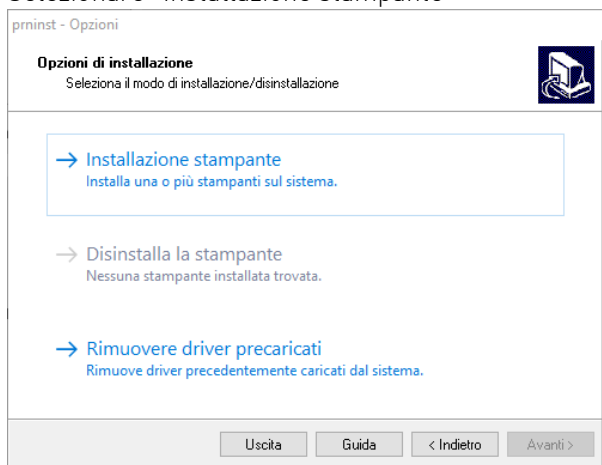 prninst - Opzioni
Opzioni di installazione
Seleziona il modo di installazione/disinstallazione
→ Installazione stampante
Installa una o più stampanti sul sistema.
→ Disinstalla la stampante
Nessuna stampante installata trovata.
→ Rimuovere driver precaricati
Rimuove driver precedentemente caricati dal sistema.
Uscita Guida < Indietro Avanti >